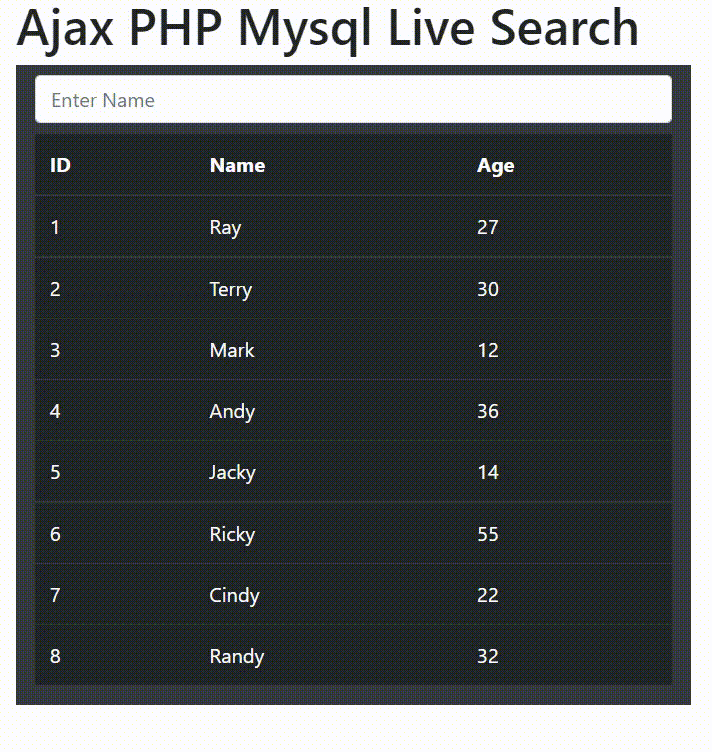 Ajax PHP Mysql Live Search
Enter Name
ID Name Age
1 Ray 27
2 Terry 30
3 Mark 12
4 Andy 36
5 Jacky 14
6 Ricky 55
7 Cindy 22
8 Randy 32